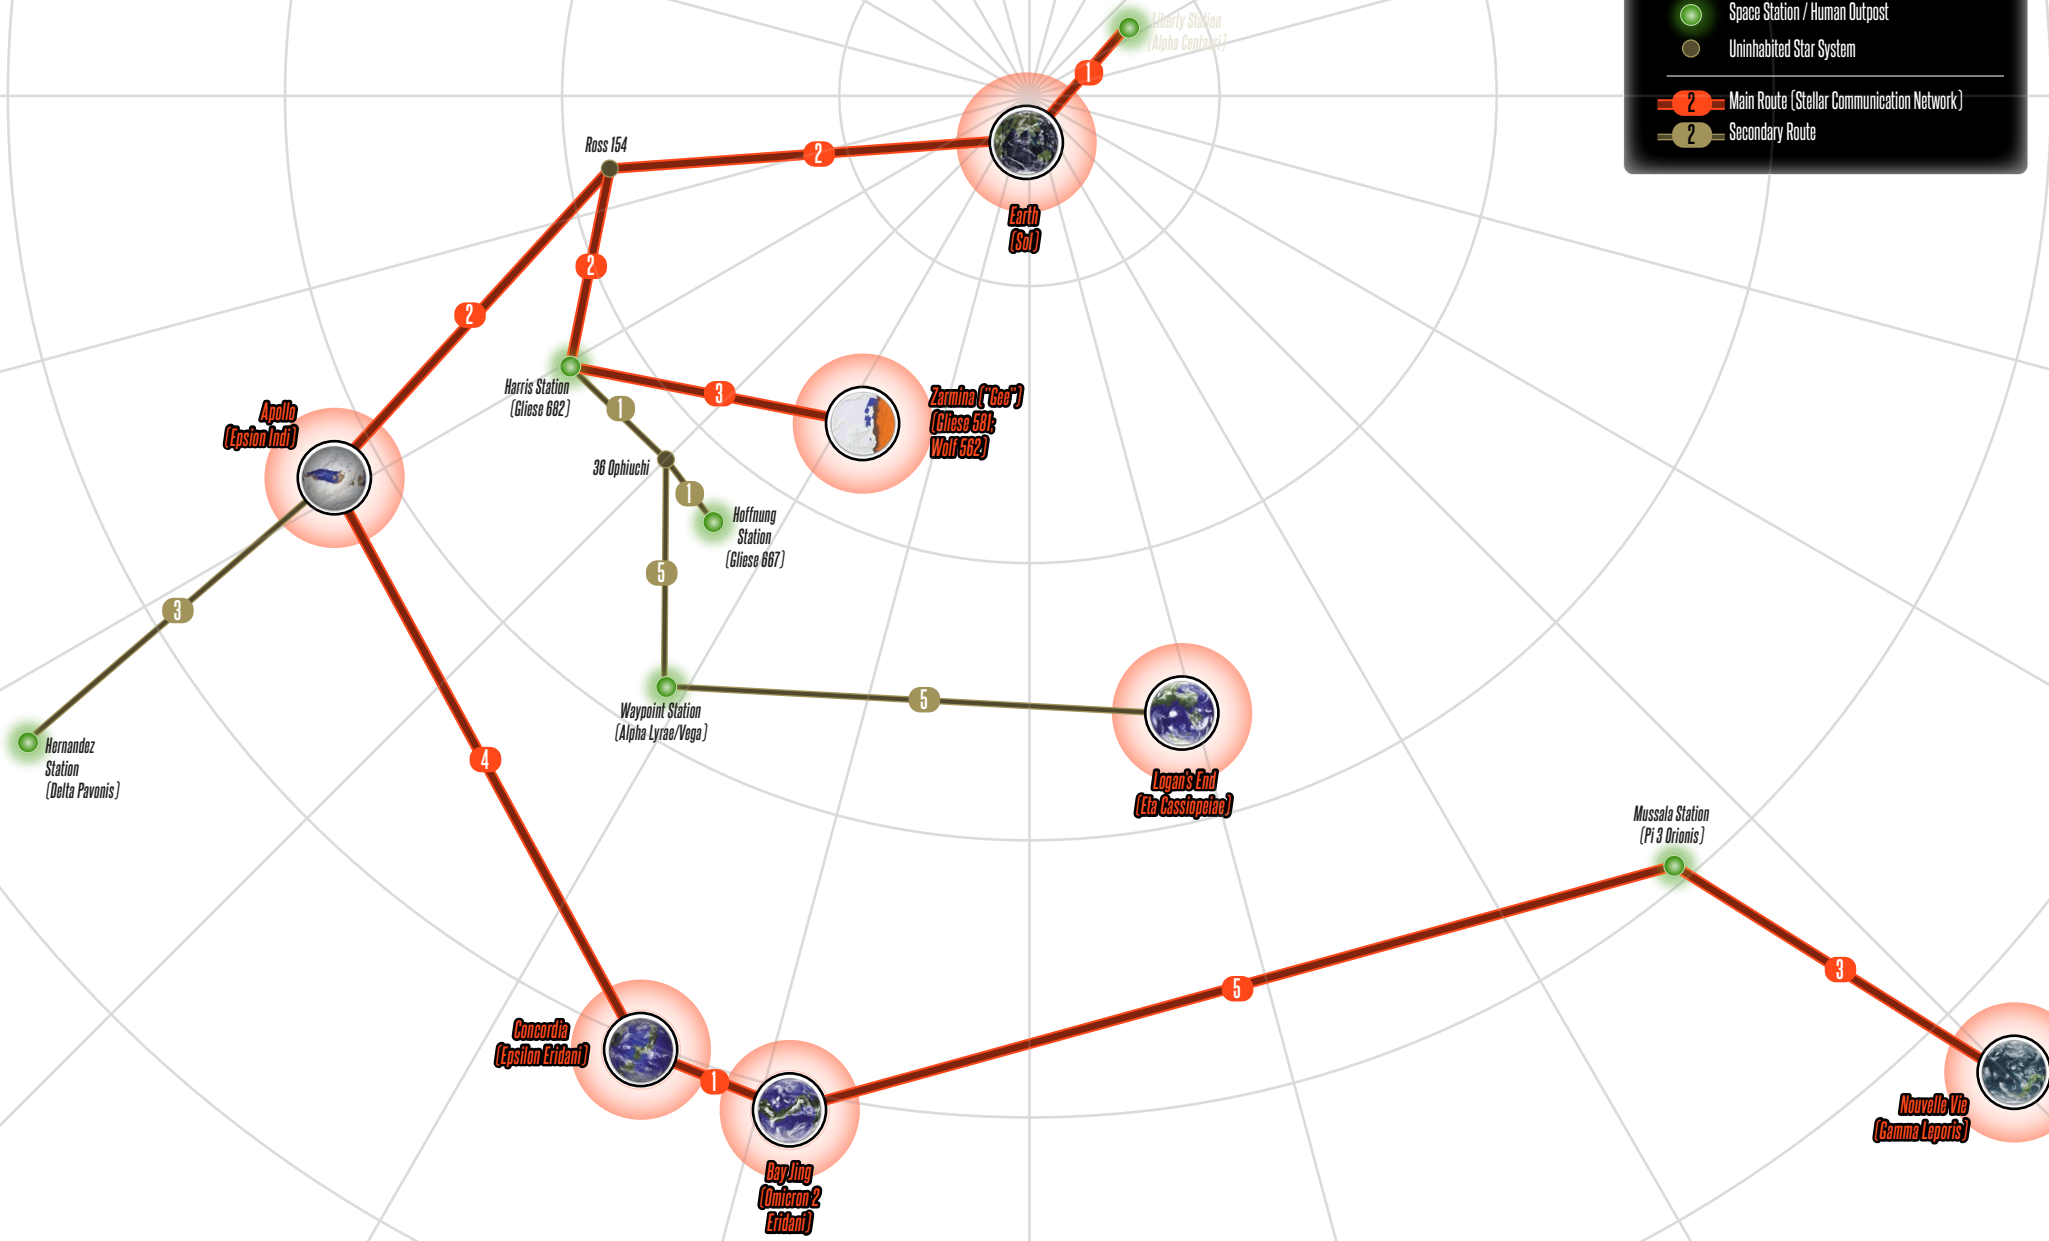 Liberty Station
(Alpha Centauri)
1
Space Station / Human Outpost
Uninhabited Star System
2 Main Route (Stellar Communication Network)
2 Secondary Route
Ross 154
2
Earth
(Sol)
2
2
Harris Station
(Gliese 682)
3
Zarmina ("Gee")
(Gliese 581;
Wolf 562)
1
Apollo
(Epsion Indi)
36 Ophiuchi
1
Hoffnung
Station
(Gliese 667)
5
3
Waypoint Station
(Alpha Lyrae/Vega)
5
Hernandez
Station
(Delta Pavonis)
4
Logan's End
(Eta Cassiopeiae)
Mussala Station
(Pi 3 Orionis)
5
3
Concordia
(Epsilon Eridani)
1
Bay Jing
(Omicron 2
Eridani)
Nouvelle Vie
(Gamma Leporis)